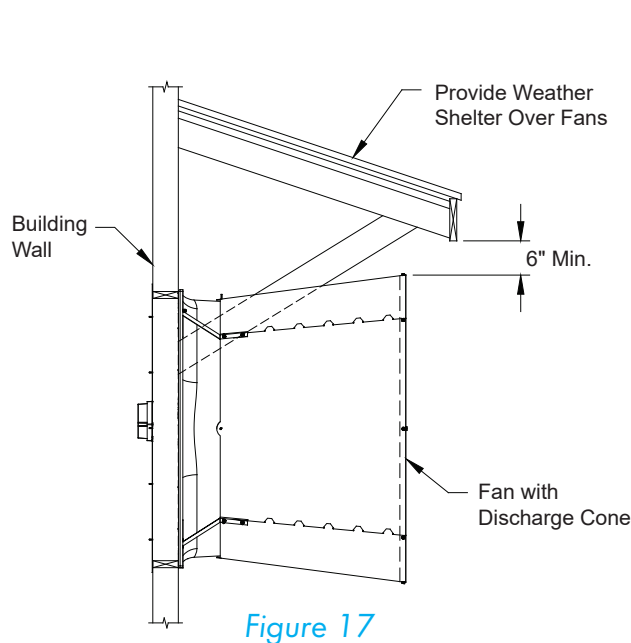 Provide Weather
Shelter Over Fans
Building
Wall
6" Min.
Fan with
Discharge Cone
Figure 17